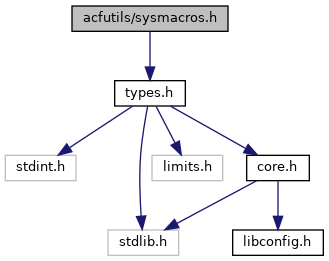 acfutils/sysmacros.h
types.h
stdint.h
limits.h
core.h
stdlib.h
libconfig.h